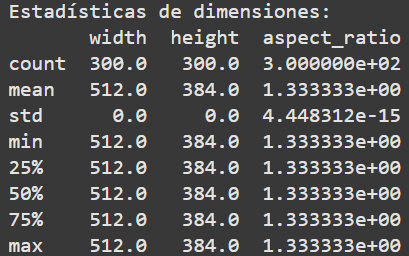 Estadísticas de dimensiones:
width height aspect_ratio
count 300.0 300.0 3.000000e+02
mean 512.0 384.0 1.333333e+00
std 0.0 0.0 4.448312e-15
min 512.0 384.0 1.333333e+00
25% 512.0 384.0 1.333333e+00
50% 512.0 384.0 1.333333e+00
75% 512.0 384.0 1.333333e+00
max 512.0 384.0 1.333333e+00